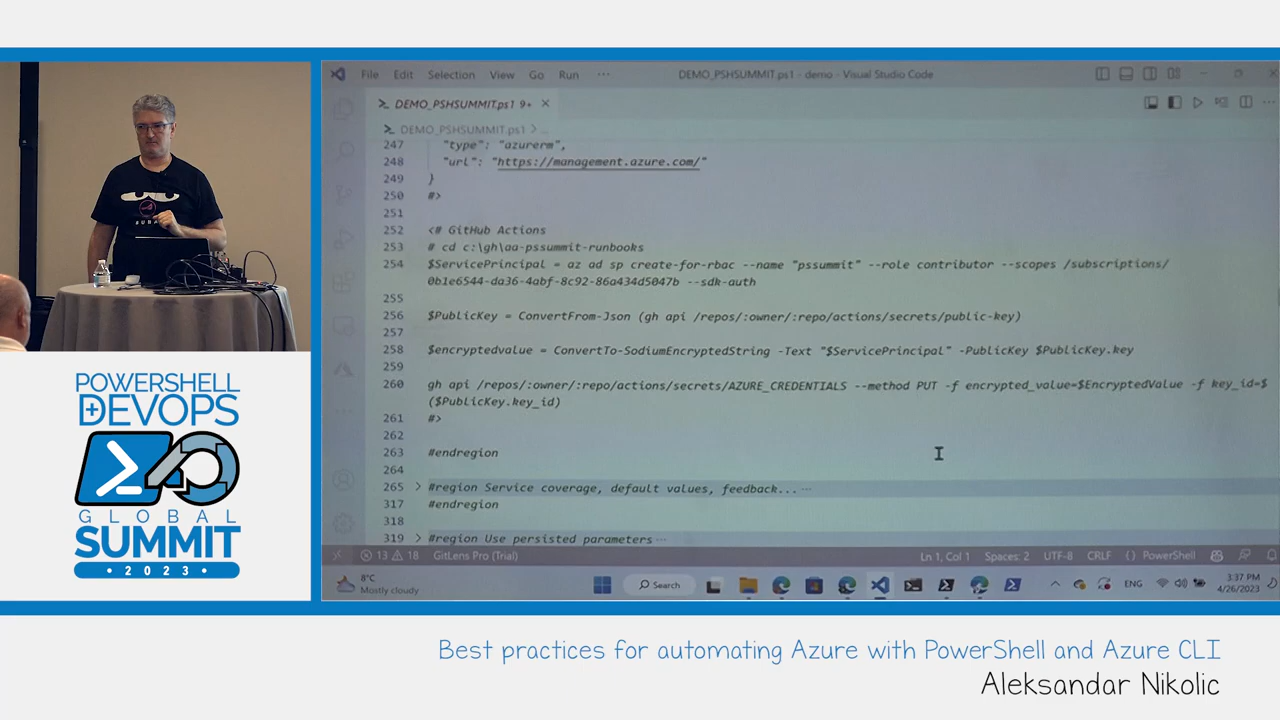 File Edit Selection View Go Run ··· DEMO_PSHSUMMIT.ps1 - demo - Visual Studio Code
DEMO_PSHSUMMIT.ps1 9+ ×
DEMO_PSHSUMMIT.ps1 > ...
247 "type": "azurerm",
248 "url": "https://management.azure.com/"
249 }
250 #>
251
252 <# GitHub Actions
253 # cd c:\gh\aa-pssummit-runbooks
254 $ServicePrincipal = az ad sp create-for-rbac --name "pssummit" --role contributor --scopes /subscriptions/
0b1e6544-da36-4abf-8c92-86a434d5047b --sdk-auth
255
256 $PublicKey = ConvertFrom-Json (gh api /repos/:owner/:repo/actions/secrets/public-key)
257
258 $encryptedvalue = ConvertTo-SodiumEncryptedString -Text "$ServicePrincipal" -PublicKey $PublicKey.key
259
260 gh api /repos/:owner/:repo/actions/secrets/AZURE_CREDENTIALS --method PUT -f encrypted_value=$EncryptedValue -f key_id=$
($PublicKey.key_id)
261 #>
262
263 #endregion
264
265 > #region Service coverage, default values, feedback... ···
317 #endregion
318
319 > #region Use persisted parameters ···
13 18 GitLens Pro (Trial) Ln 1, Col 1 Spaces: 2 UTF-8 CRLF {} PowerShell
8°C
Mostly cloudy
Search
ENG
3:37 PM
4/26/2023
POWERSHELL
+ DEVOPS
GLOBAL
SUMMIT
• 2023 •
Best practices for automating Azure with PowerShell and Azure CLI
Aleksandar Nikolic